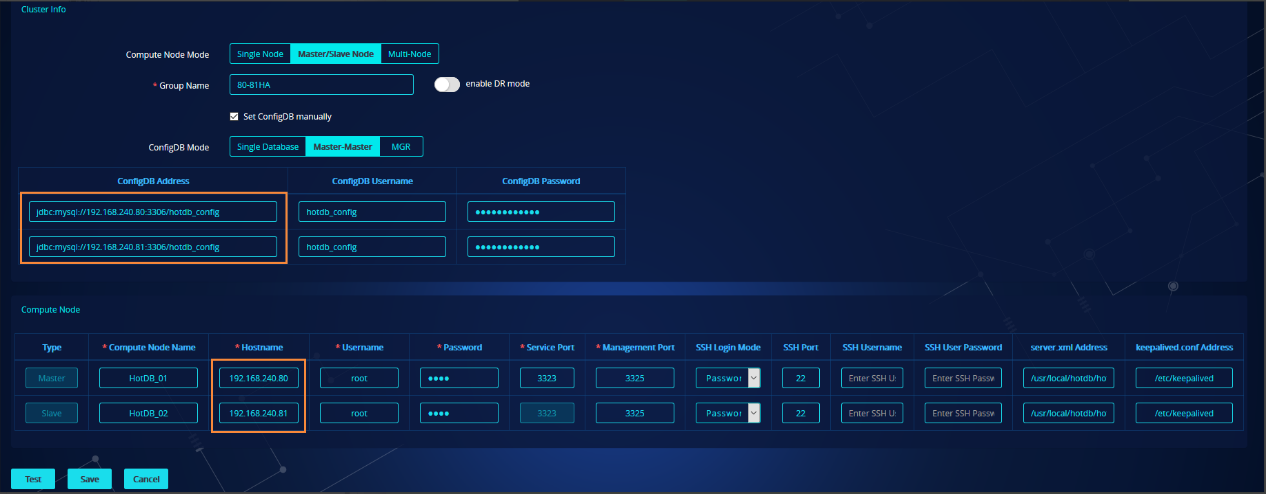 Cluster Info
Compute Node Mode Single Node Master/Slave Node Multi-Node
* Group Name 80-81HA enable DR mode
Set ConfigDB manually
ConfigDB Mode Single Database Master-Master MGR
ConfigDB Address ConfigDB Username ConfigDB Password
jdbc:mysql://192.168.240.80:3306/hotdb_config hotdb_config ●●●●●●●●●●●●
jdbc:mysql://192.168.240.81:3306/hotdb_config hotdb_config ●●●●●●●●●●●●
Compute Node
Type * Compute Node Name * Hostname * Username * Password * Service Port * Management Port SSH Login Mode SSH Port SSH Username SSH User Password server.xml Address keepalived.conf Address
Master HotDB_01 192.168.240.80 root ●●●● 3323 3325 Passwor 22 Enter SSH U: Enter SSH Passw /usr/local/hotdb/ho /etc/keepalived
Slave HotDB_02 192.168.240.81 root ●●●● 3323 3325 Passwor 22 Enter SSH U: Enter SSH Passw /usr/local/hotdb/ho /etc/keepalived
Test Save Cancel